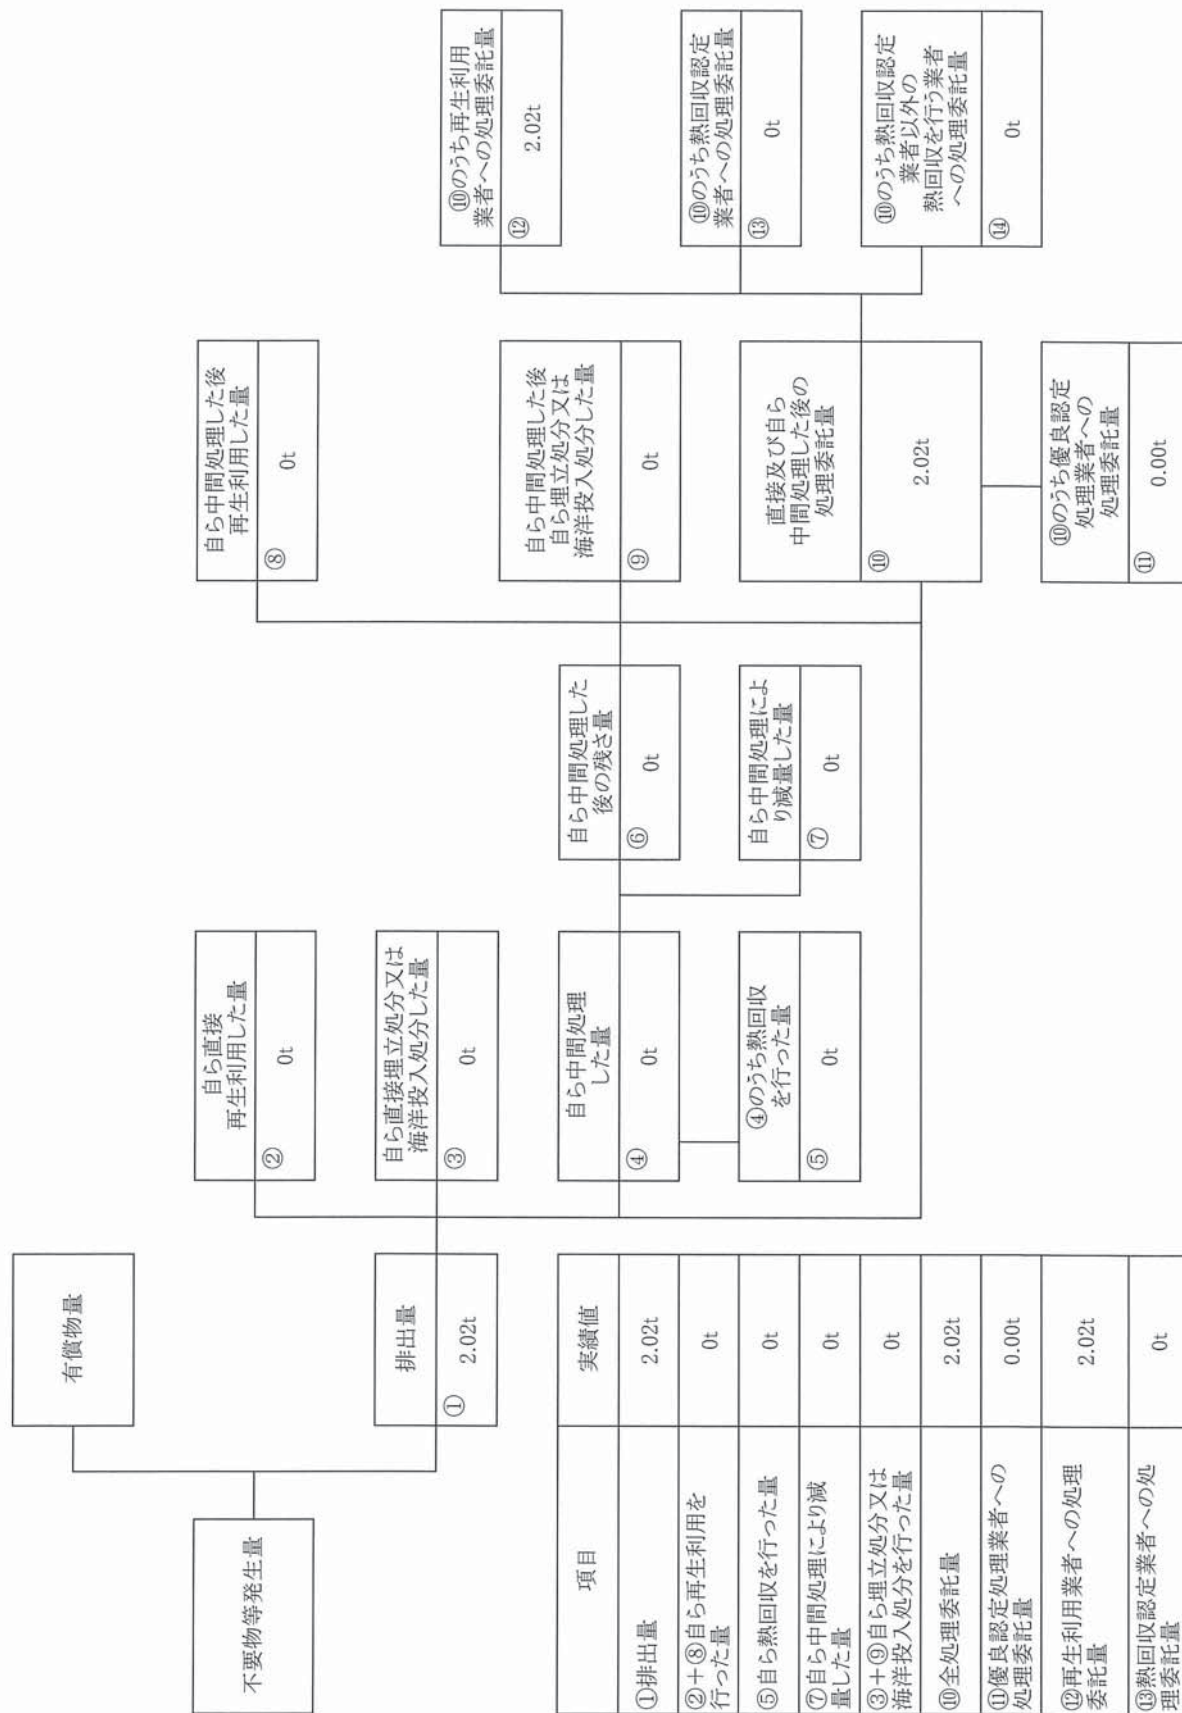 不要物等発生量
有償物量
排出量
①
2.02t
自ら直接
再生利用した量
②
0t
自ら直接埋立処分又は
海洋投入処分した量
③
0t
自ら中間処理
した量
④
0t
④のうち熱回収
を行った量
⑤
0t
自ら中間処理した
後の残さ量
⑥
0t
自ら中間処理によ
り減量した量
⑦
0t
自ら中間処理した後
再生利用した量
⑧
0t
自ら中間処理した後
自ら埋立処分又は
海洋投入処分した量
⑨
0t
直接及び自ら
中間処理した後の
処理委託量
⑩
2.02t
⑩のうち優良認定
処理業者への
処理委託量
⑪
0.00t
⑩のうち再生利用
業者への処理委託量
⑫
2.02t
⑩のうち熱回収認定
業者への処理委託量
⑬
0t
⑩のうち熱回収認定
業者以外の
熱回収を行う業者
への処理委託量
⑭
0t
項目
実績値
①排出量
2.02t
②+⑧自ら再生利用を
行った量
0t
⑤自ら熱回収を行った量
0t
⑦自ら中間処理により減
量した量
0t
③+⑨自ら埋立処分又は
海洋投入処分を行った量
0t
⑩全処理委託量
2.02t
⑪優良認定処理業者への
処理委託量
0.00t
⑫再生利用業者への処理
委託量
2.02t
⑬熱回収認定業者への処
理委託量
0t